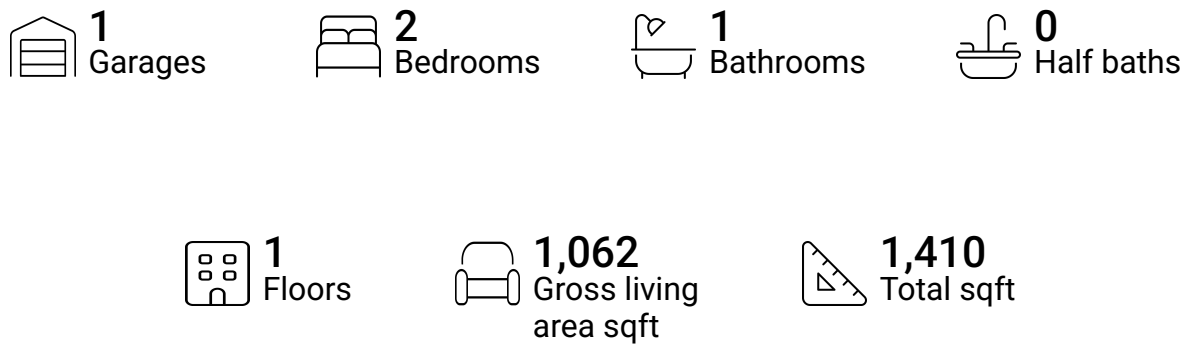 1
Garages
2
Bedrooms
1
Bathrooms
0
Half baths
1
Floors
1,062
Gross living
area sqft
1,410
Total sqft